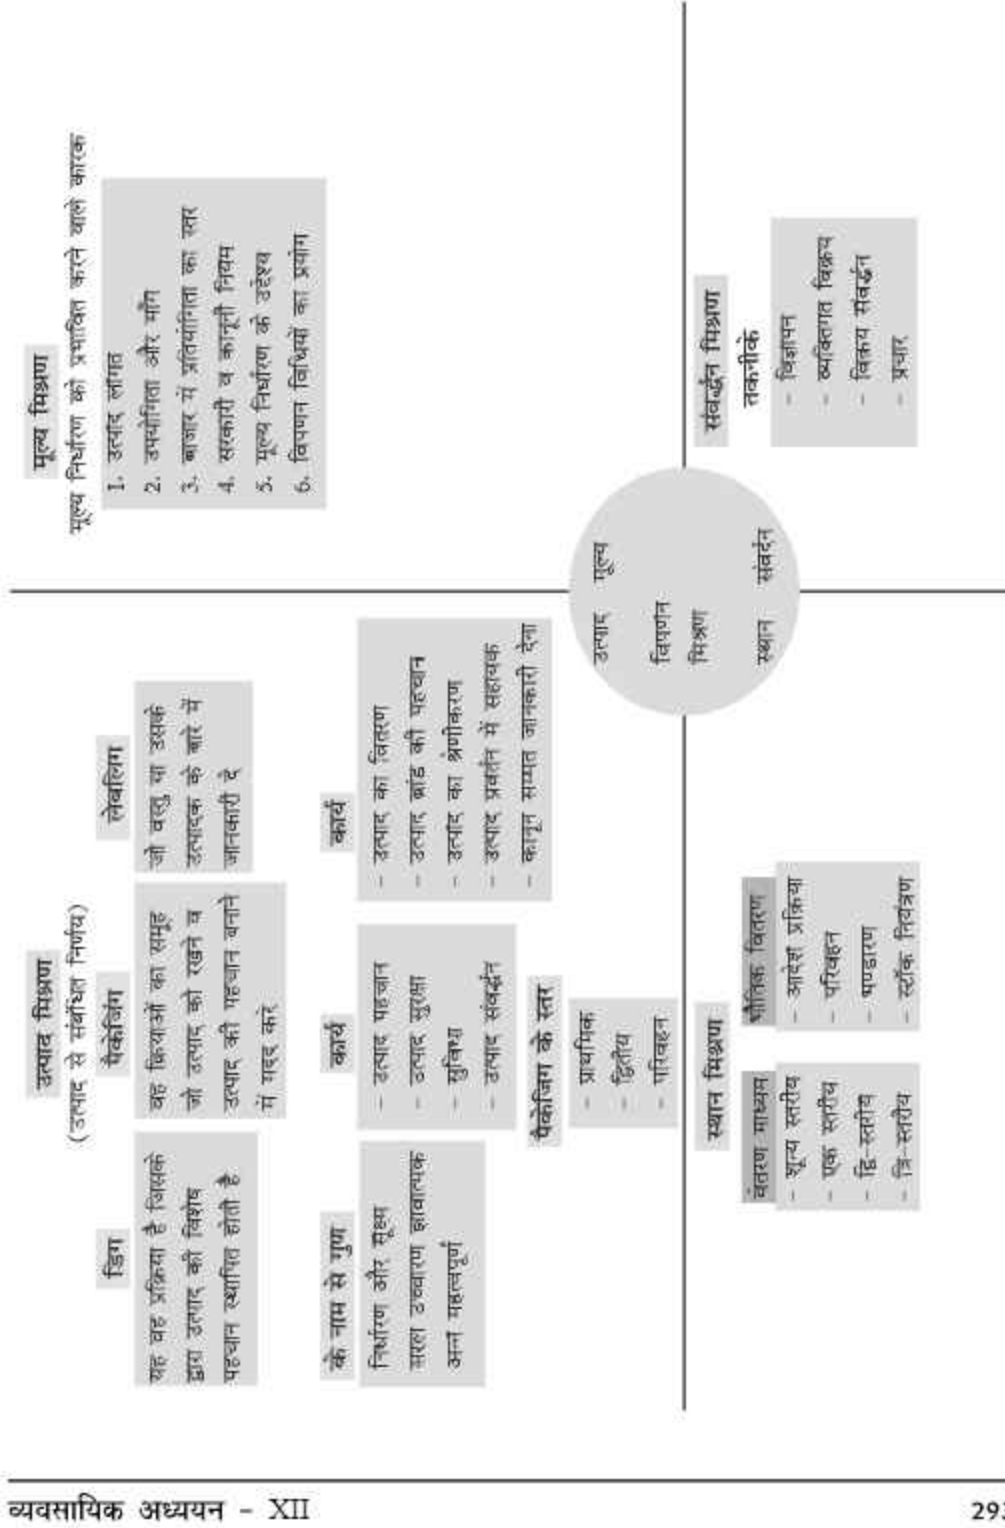 उत्पाद मिश्रण
(उत्पाद से संबंधित निर्णय)
डिंग
यह वह प्रक्रिया है जिसके
द्वारा उत्पाद की विशेष
पहचान स्थापित होती है
पैकेजिंग
वह क्रियाओं का समूह
जो उत्पाद को रखने व
उत्पाद की पहचान बनाने
में मदद करे
लेबलिंग
जो वस्तु या उसके
उत्पादक के बारे में
जानकारी दे
के नाम से गुण
निर्धारण और सूक्ष्म
सरल उच्चारण
महत्वपूर्ण
कार्य
– उत्पाद पहचान
– उत्पाद सुरक्षा
– सुविधा
– उत्पाद संवर्द्धन
पैकेजिंग के स्तर
– प्राथमिक
– द्वितीय
– परिवहन
कार्य
– उत्पाद का वितरण
– उत्पाद ब्रांड की पहचान
– उत्पाद का श्रेणीकरण
– उत्पाद प्रवर्तन में सहायक
– कानून सम्मत जानकारी देना
मूल्य मिश्रण
मूल्य निर्धारण को प्रभावित करने वाले कारक
1. उत्पाद लागत
2. उपयोगिता और माँग
3. बाजार में प्रतियोगिता का स्तर
4. सरकारी व कानूनी नियम
5. मूल्य निर्धारण के उद्देश्य
6. विपणन विधियों का प्रयोग
उत्पाद मूल्य
विपणन
मिश्रण
स्थान संवर्दन
स्थान मिश्रण
वितरण माध्यम
– शून्य स्तरीय
– एक स्तरीय
– द्वि-स्तरीय
– त्रि-स्तरीय
भौतिक वितरण
– आदेश प्रक्रिया
– परिवहन
– भण्डारण
– स्टॉक नियंत्रण
संवर्द्धन मिश्रण
तकनीके
– विज्ञापन
– व्यक्तिगत विक्रय
– विक्रय संवर्द्धन
– प्रचार
व्यवसायिक अध्ययन – XII
293